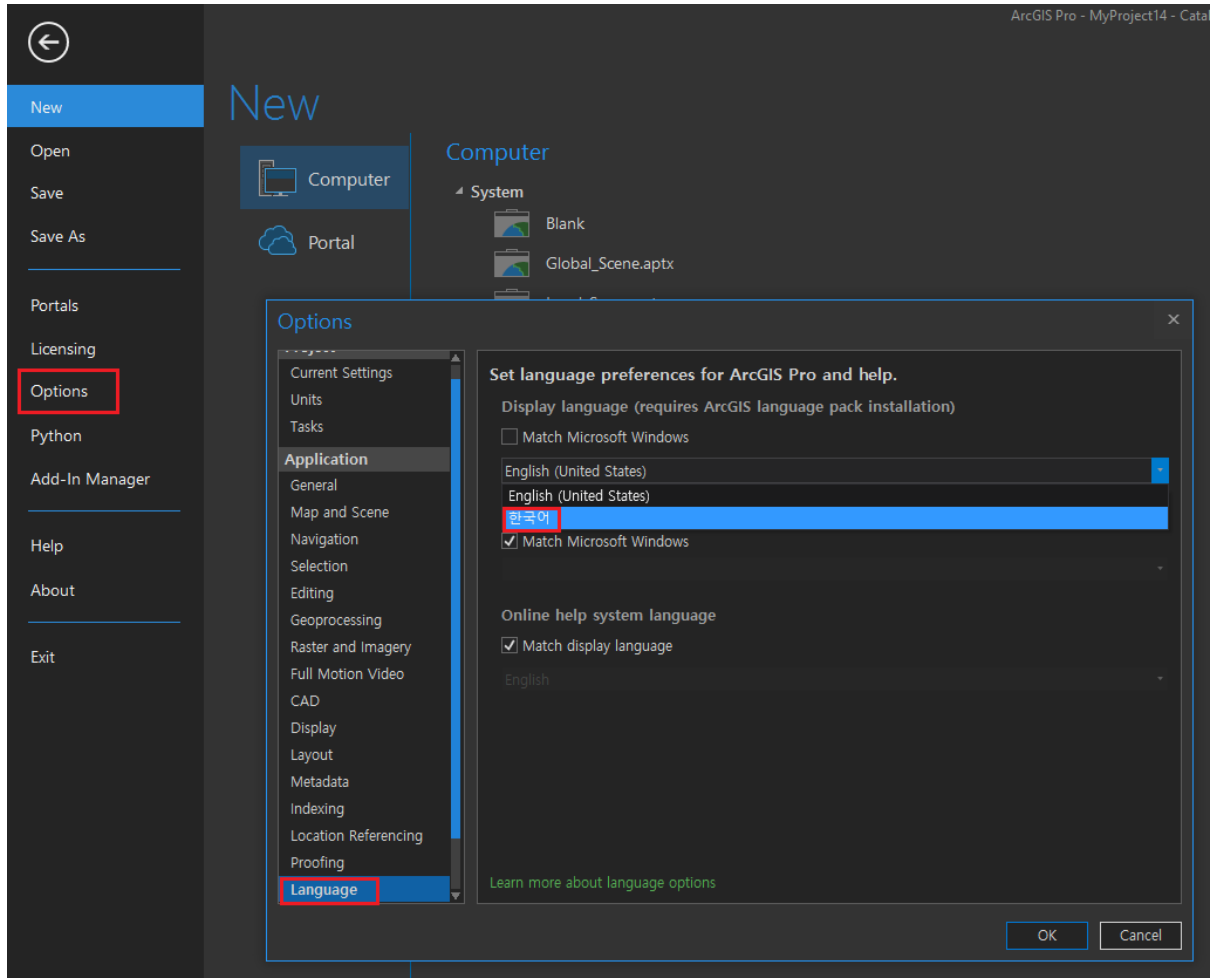 ArcGIS Pro - MyProject14 - Catal
New
Open
Save
Save As
Portals
Licensing
Options
Python
Add-In Manager
Help
About
Exit
New
Computer
Portal
Computer
System
Blank
Global_Scene.aptx
Options
Current Settings
Units
Tasks
Application
General
Map and Scene
Navigation
Selection
Editing
Geoprocessing
Raster and Imagery
Full Motion Video
CAD
Display
Layout
Metadata
Indexing
Location Referencing
Proofing
Language
Set language preferences for ArcGIS Pro and help.
Display language (requires ArcGIS language pack installation)
Match Microsoft Windows
English (United States)
English (United States)
한국어
Match Microsoft Windows
Online help system language
Match display language
English
Learn more about language options
OK
Cancel